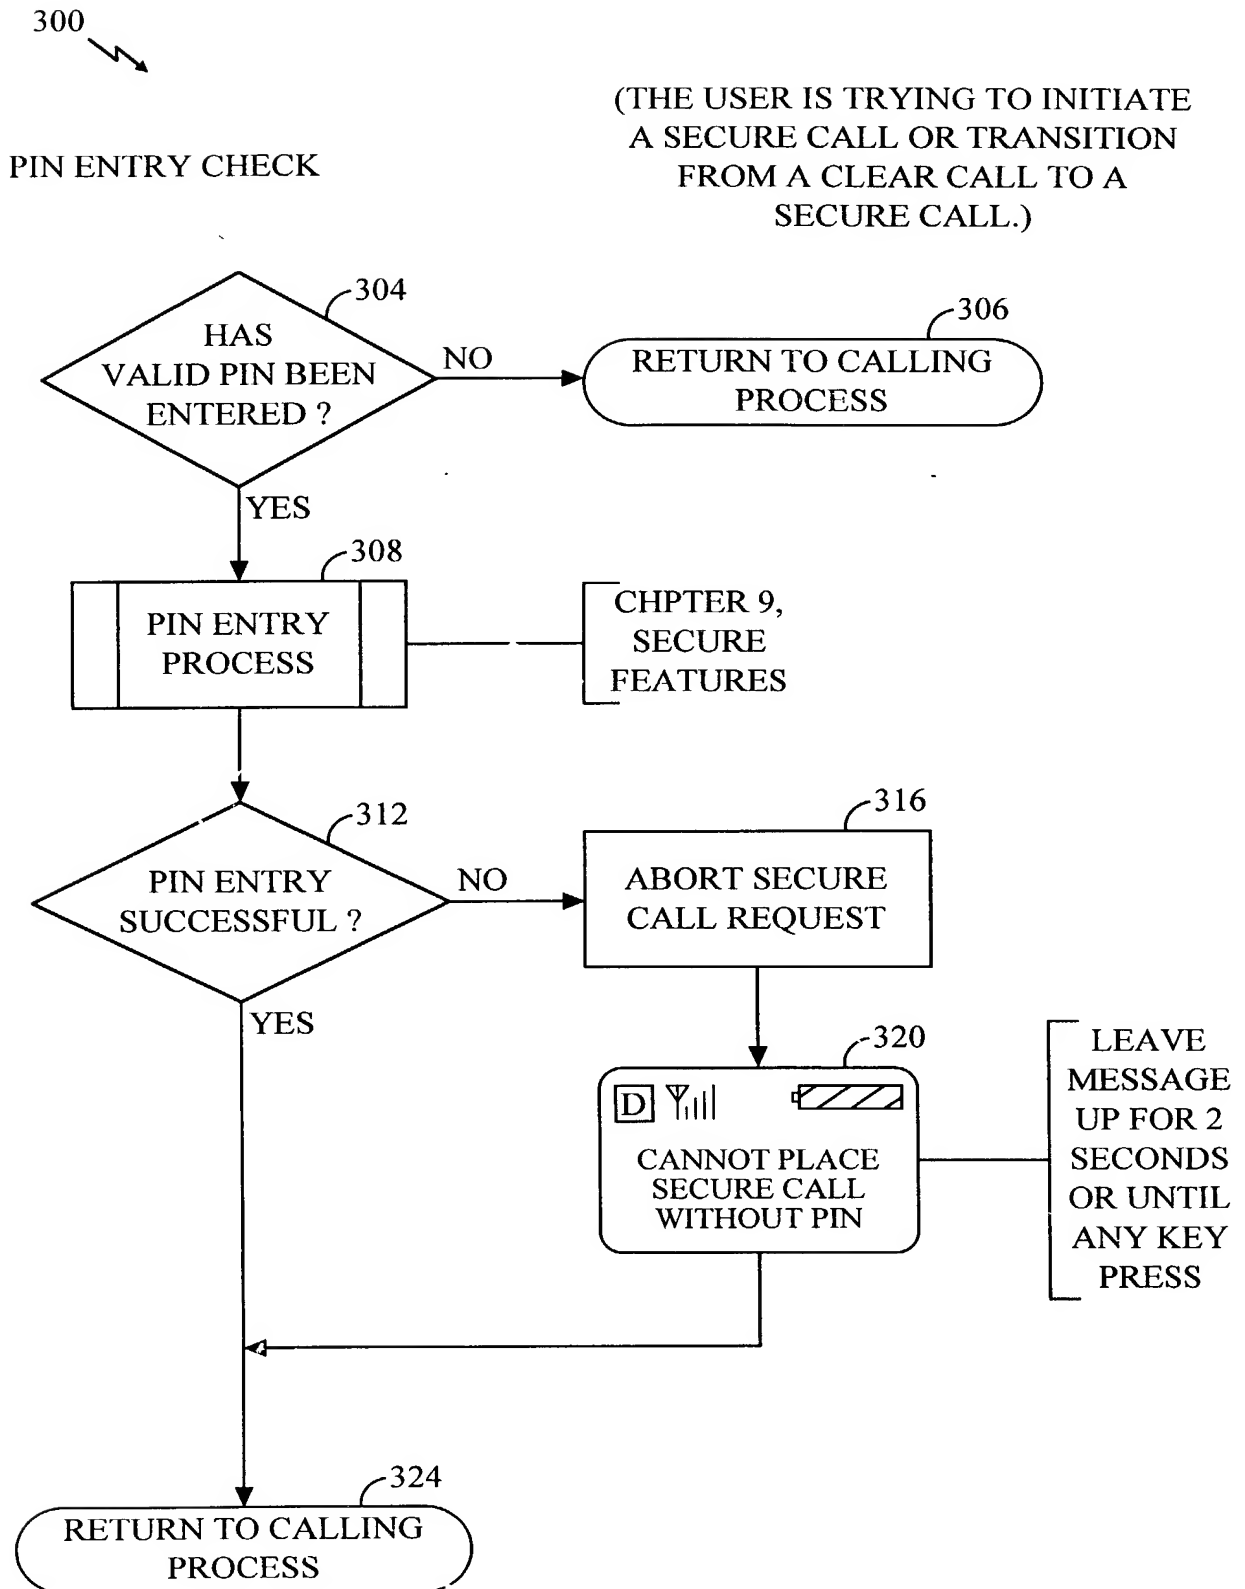 300
(THE USER IS TRYING TO INITIATE
A SECURE CALL OR TRANSITION
FROM A CLEAR CALL TO A
SECURE CALL.)
PIN ENTRY CHECK
304
HAS
VALID PIN BEEN
ENTERED ?
NO
306
RETURN TO CALLING
PROCESS
YES
308
PIN ENTRY
PROCESS
CHPTER 9,
SECURE
FEATURES
312
PIN ENTRY
SUCCESSFUL ?
NO
316
ABORT SECURE
CALL REQUEST
YES
320
D
CANNOT PLACE
SECURE CALL
WITHOUT PIN
LEAVE
MESSAGE
UP FOR 2
SECONDS
OR UNTIL
ANY KEY
PRESS
324
RETURN TO CALLING
PROCESS